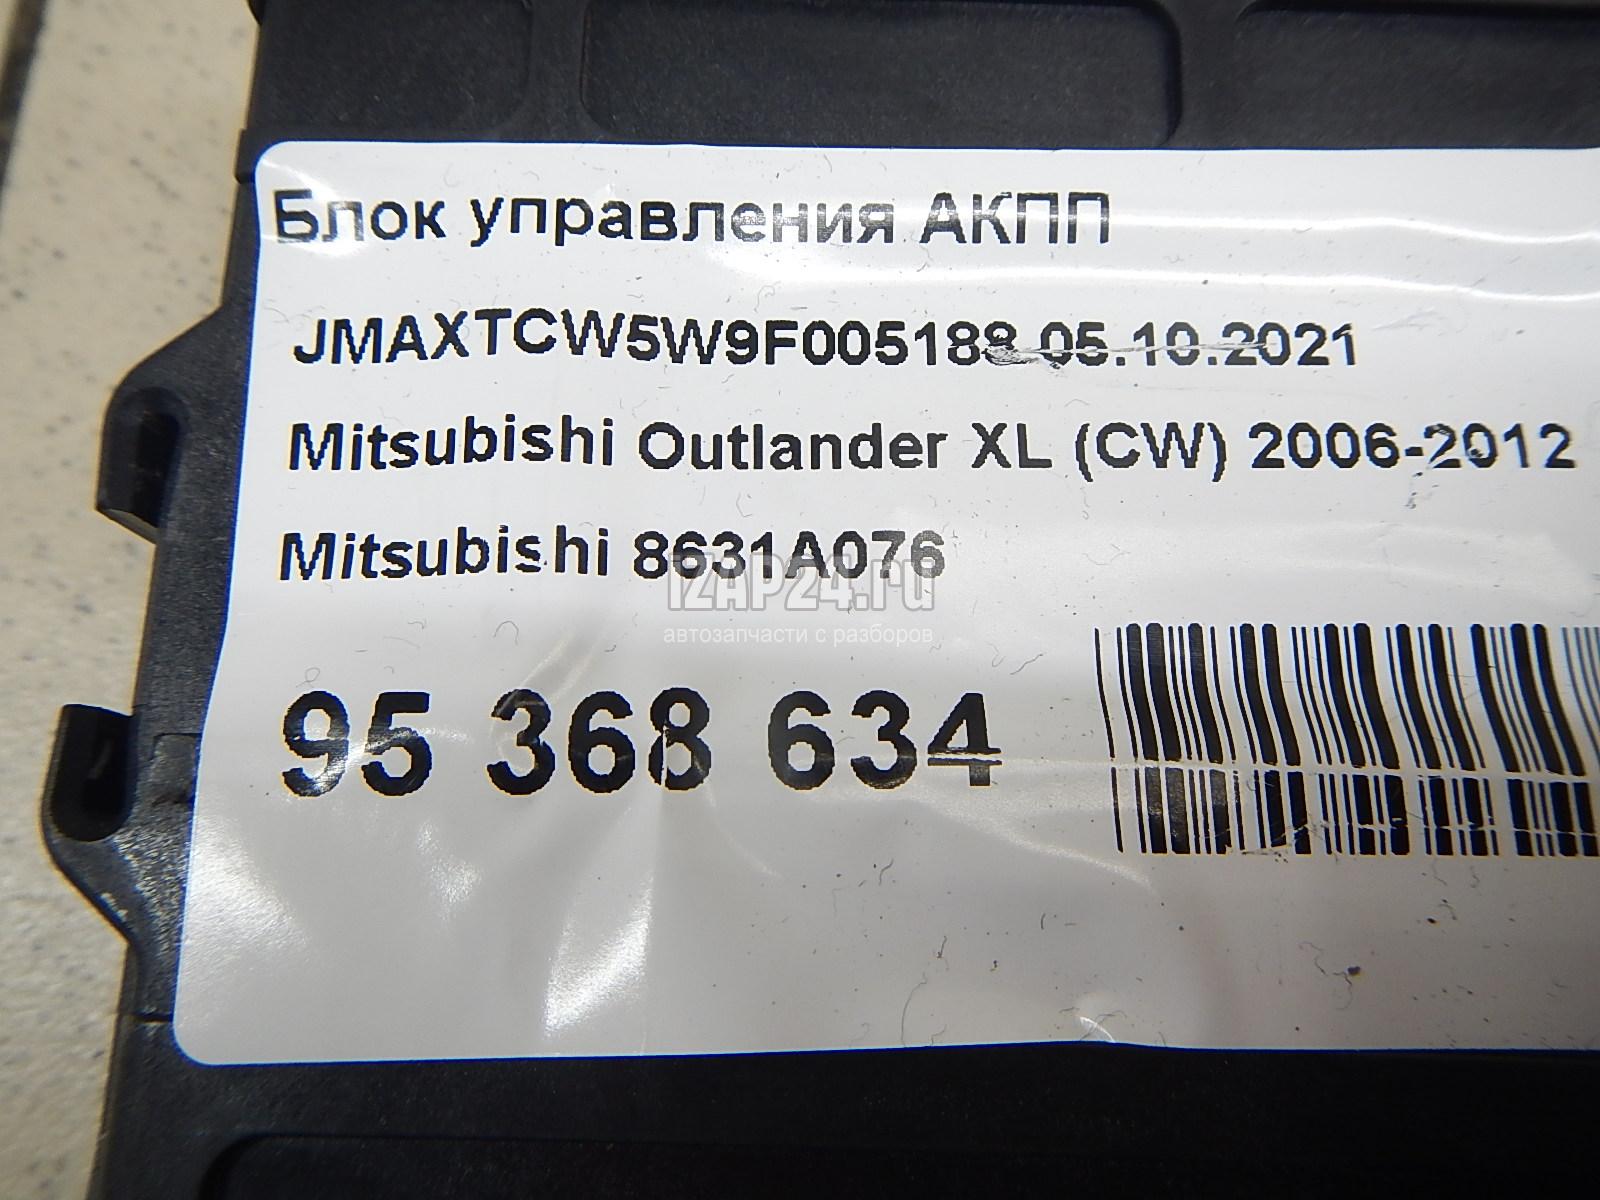 Блок управления АКПП
JMAXTCW5W9F005188 05.10.2021
Mitsubishi Outlander XL (CW) 2006-2012
Mitsubishi 8631A076
IZAP24.ru
автозапчасти с разборов
95 368 634